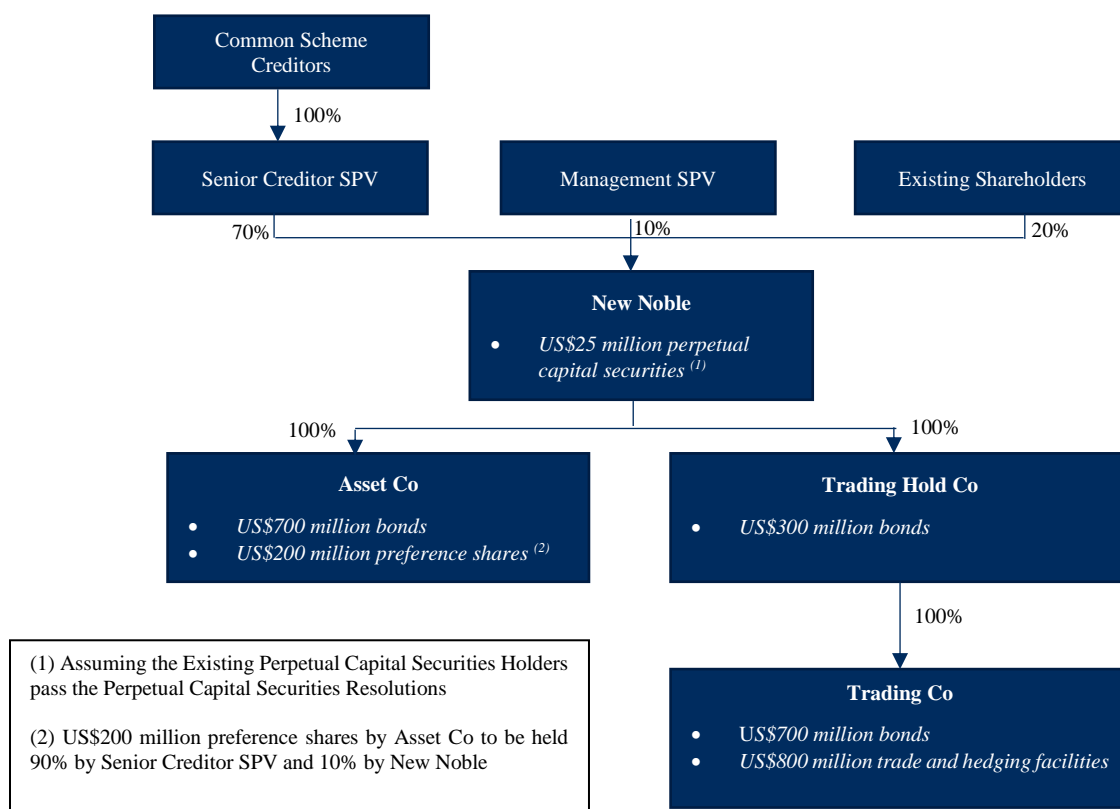 Common Scheme
Creditors
100%
Senior Creditor SPV
Management SPV
Existing Shareholders
70%
10%
20%
New Noble
• US$25 million perpetual
capital securities (1)
100%
100%
Asset Co
• US$700 million bonds
• US$200 million preference shares (2)
Trading Hold Co
• US$300 million bonds
100%
(1) Assuming the Existing Perpetual Capital Securities Holders
pass the Perpetual Capital Securities Resolutions
(2) US$200 million preference shares by Asset Co to be held
90% by Senior Creditor SPV and 10% by New Noble
Trading Co
• US$700 million bonds
• US$800 million trade and hedging facilities